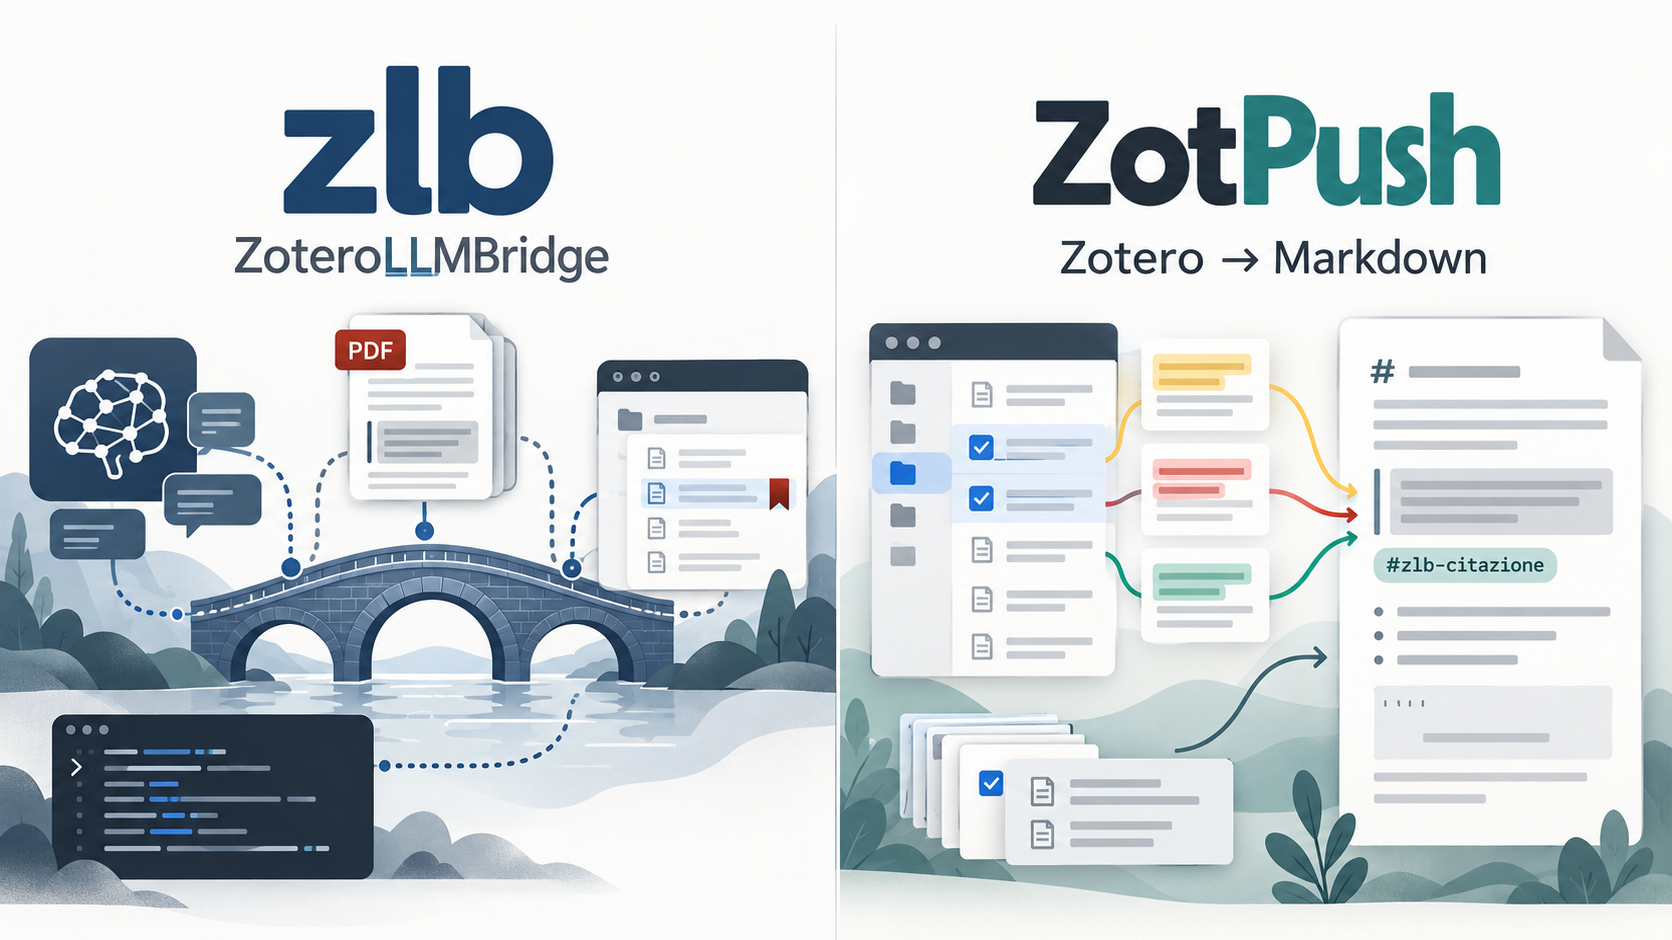 zlb
ZoteroLLMBridge
PDF
ZotPush
Zotero → Markdown
#
#zlb-citazione